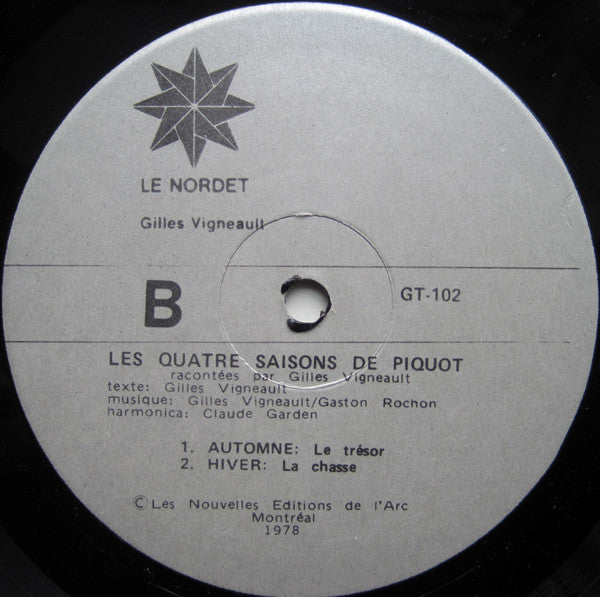 LE NORDET
Gilles Vigneault
B
GT-102
LES QUATRE SAISONS DE PIQUOT
racontées par Gilles Vigneault
texte: Gilles Vigneault
musique: Gilles Vigneault/Gaston Rochon
harmonica: Claude Garden
1. AUTOMNE: Le trésor
2. HIVER: La chasse
© Les Nouvelles Editions de l'Arc
Montréal
1978